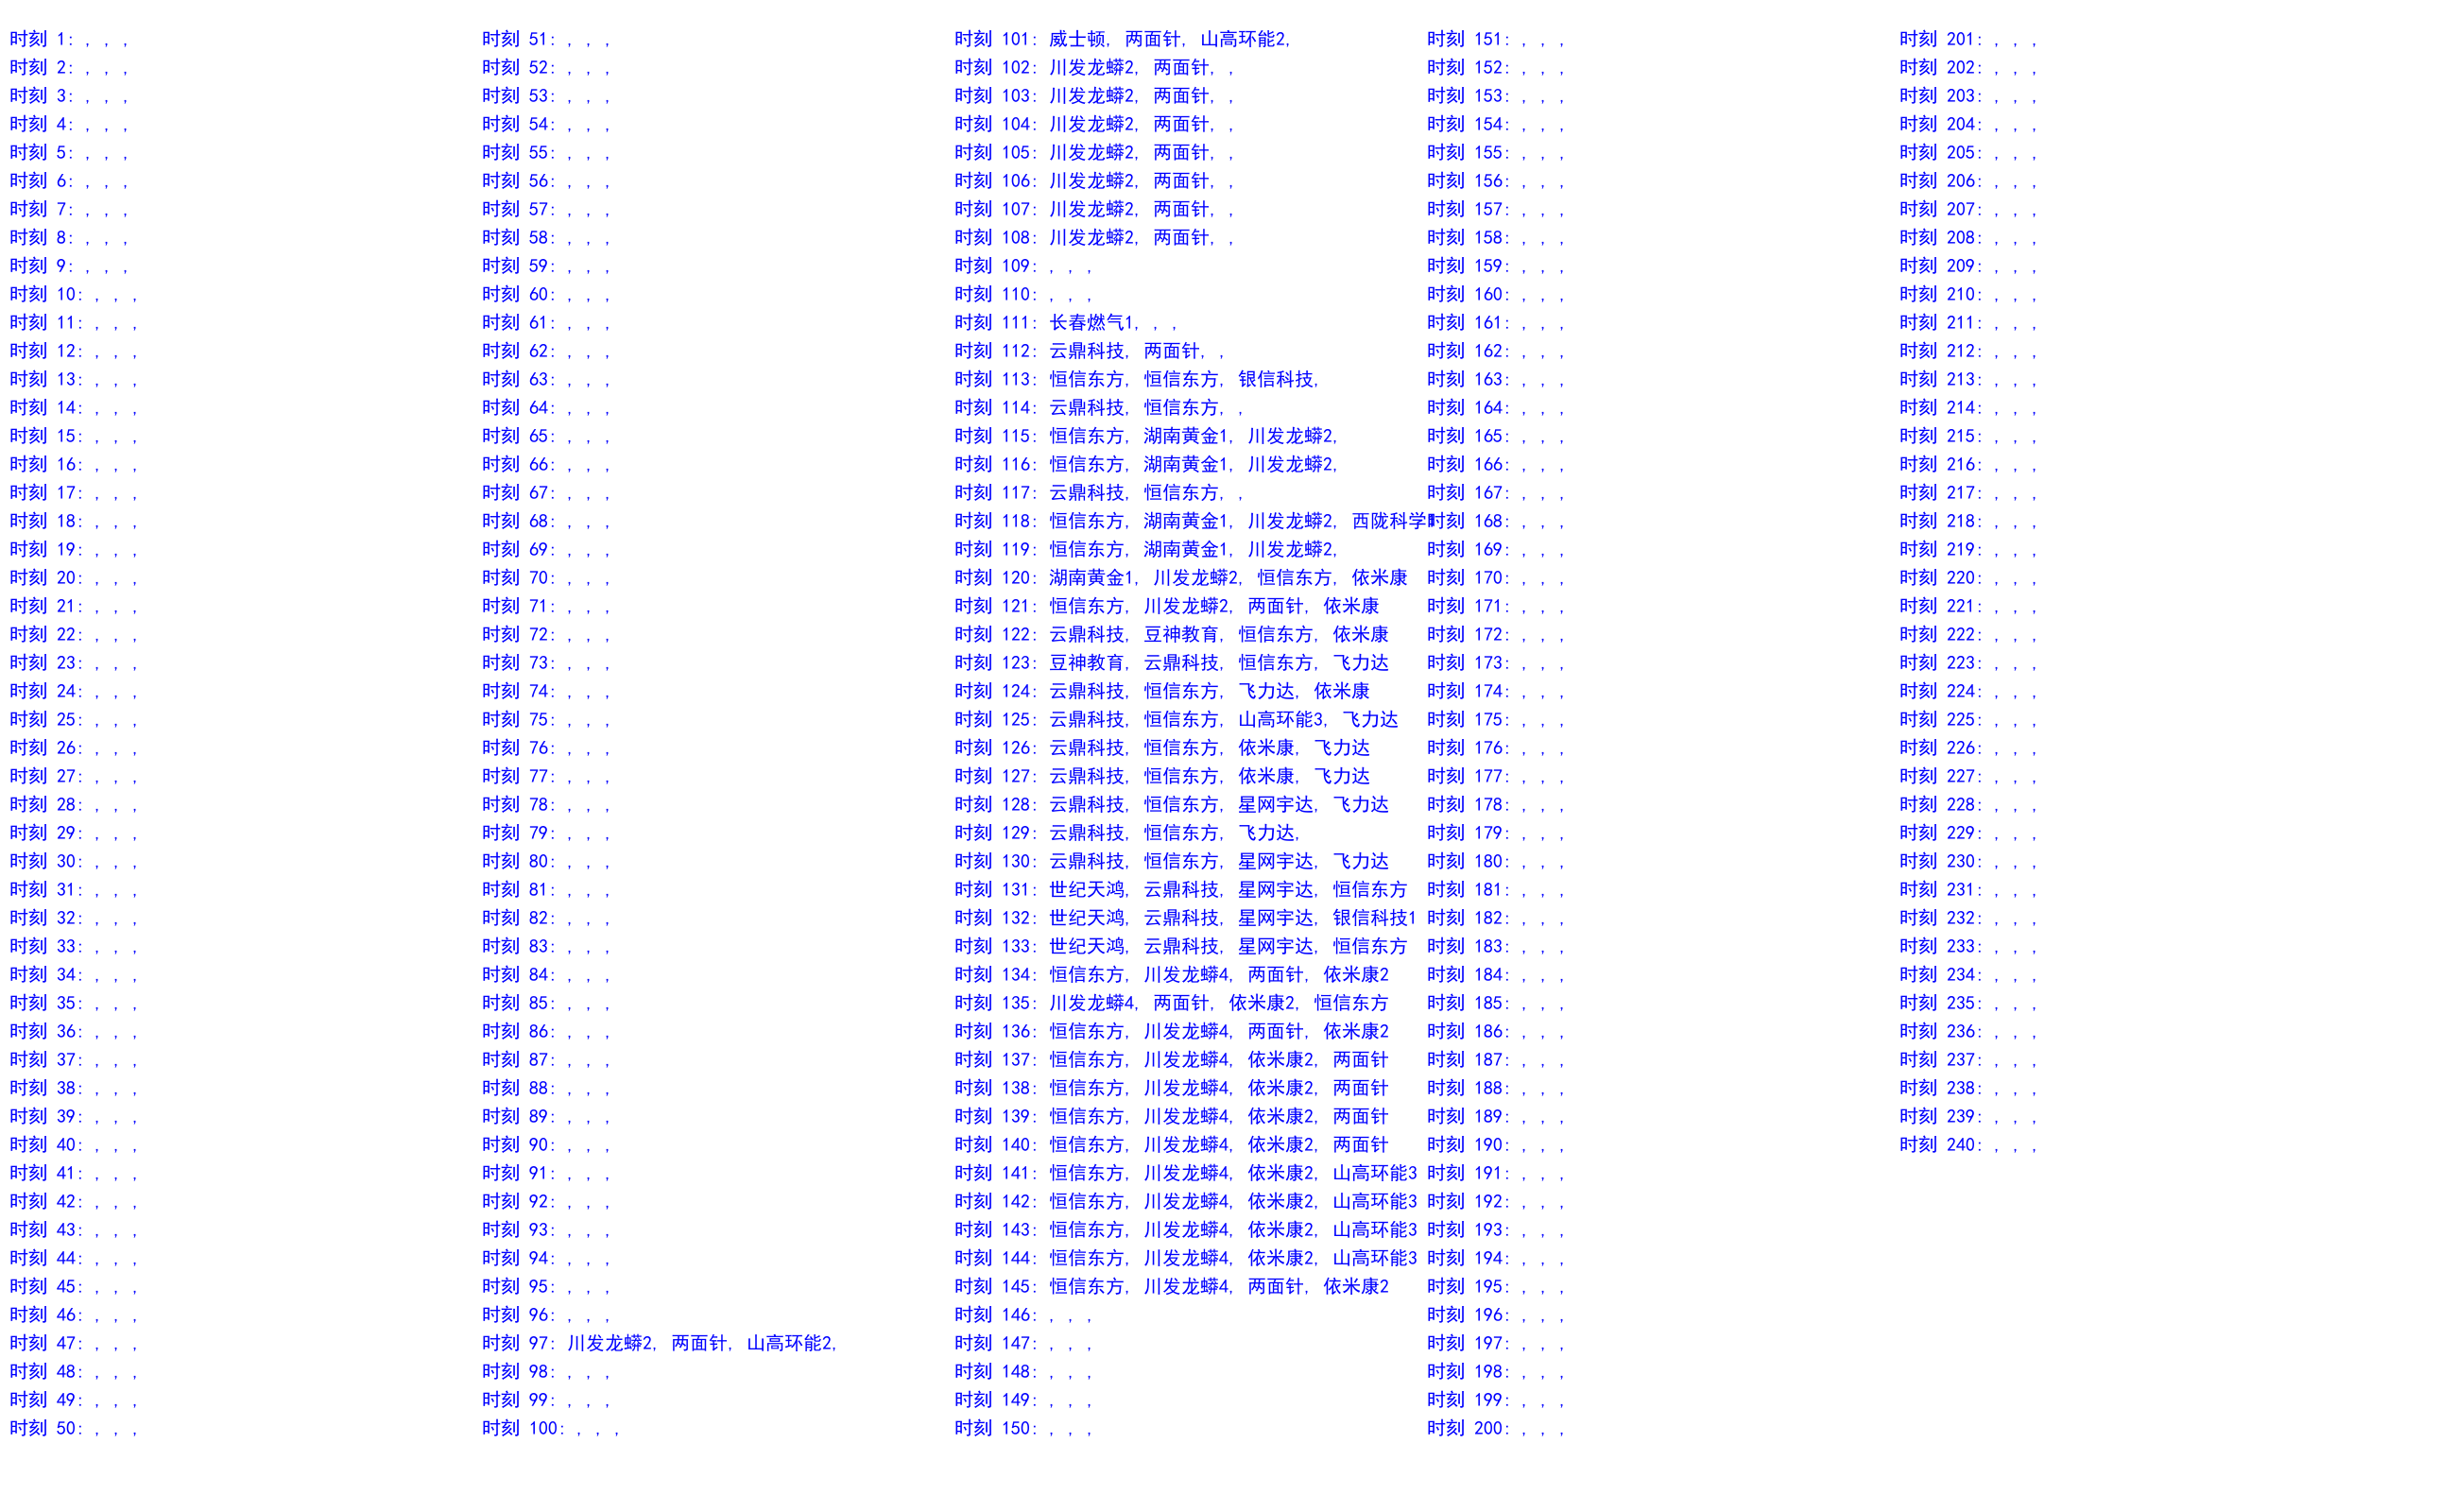 时刻 1: , , ,
时刻 2: , , ,
时刻 3: , , ,
时刻 4: , , ,
时刻 5: , , ,
时刻 6: , , ,
时刻 7: , , ,
时刻 8: , , ,
时刻 9: , , ,
时刻 10: , , ,
时刻 11: , , ,
时刻 12: , , ,
时刻 13: , , ,
时刻 14: , , ,
时刻 15: , , ,
时刻 16: , , ,
时刻 17: , , ,
时刻 18: , , ,
时刻 19: , , ,
时刻 20: , , ,
时刻 21: , , ,
时刻 22: , , ,
时刻 23: , , ,
时刻 24: , , ,
时刻 25: , , ,
时刻 26: , , ,
时刻 27: , , ,
时刻 28: , , ,
时刻 29: , , ,
时刻 30: , , ,
时刻 31: , , ,
时刻 32: , , ,
时刻 33: , , ,
时刻 34: , , ,
时刻 35: , , ,
时刻 36: , , ,
时刻 37: , , ,
时刻 38: , , ,
时刻 39: , , ,
时刻 40: , , ,
时刻 41: , , ,
时刻 42: , , ,
时刻 43: , , ,
时刻 44: , , ,
时刻 45: , , ,
时刻 46: , , ,
时刻 47: , , ,
时刻 48: , , ,
时刻 49: , , ,
时刻 50: , , ,
时刻 51: , , ,
时刻 52: , , ,
时刻 53: , , ,
时刻 54: , , ,
时刻 55: , , ,
时刻 56: , , ,
时刻 57: , , ,
时刻 58: , , ,
时刻 59: , , ,
时刻 60: , , ,
时刻 61: , , ,
时刻 62: , , ,
时刻 63: , , ,
时刻 64: , , ,
时刻 65: , , ,
时刻 66: , , ,
时刻 67: , , ,
时刻 68: , , ,
时刻 69: , , ,
时刻 70: , , ,
时刻 71: , , ,
时刻 72: , , ,
时刻 73: , , ,
时刻 74: , , ,
时刻 75: , , ,
时刻 76: , , ,
时刻 77: , , ,
时刻 78: , , ,
时刻 79: , , ,
时刻 80: , , ,
时刻 81: , , ,
时刻 82: , , ,
时刻 83: , , ,
时刻 84: , , ,
时刻 85: , , ,
时刻 86: , , ,
时刻 87: , , ,
时刻 88: , , ,
时刻 89: , , ,
时刻 90: , , ,
时刻 91: , , ,
时刻 92: , , ,
时刻 93: , , ,
时刻 94: , , ,
时刻 95: , , ,
时刻 96: , , ,
时刻 97: 川发龙蟒2, 两面针, 山高环能2,
时刻 98: , , ,
时刻 99: , , ,
时刻 100: , , ,
时刻 101: 威士顿, 两面针, 山高环能2,
时刻 102: 川发龙蟒2, 两面针, ,
时刻 103: 川发龙蟒2, 两面针, ,
时刻 104: 川发龙蟒2, 两面针, ,
时刻 105: 川发龙蟒2, 两面针, ,
时刻 106: 川发龙蟒2, 两面针, ,
时刻 107: 川发龙蟒2, 两面针, ,
时刻 108: 川发龙蟒2, 两面针, ,
时刻 109: , , ,
时刻 110: , , ,
时刻 111: 长春燃气1, , ,
时刻 112: 云鼎科技, 两面针, ,
时刻 113: 恒信东方, 恒信东方, 银信科技,
时刻 114: 云鼎科技, 恒信东方, ,
时刻 115: 恒信东方, 湖南黄金1, 川发龙蟒2,
时刻 116: 恒信东方, 湖南黄金1, 川发龙蟒2,
时刻 117: 云鼎科技, 恒信东方, ,
时刻 118: 恒信东方, 湖南黄金1, 川发龙蟒2, 西陇科学
时刻 119: 恒信东方, 湖南黄金1, 川发龙蟒2,
时刻 120: 湖南黄金1, 川发龙蟒2, 恒信东方, 依米康
时刻 121: 恒信东方, 川发龙蟒2, 两面针, 依米康
时刻 122: 云鼎科技, 豆神教育, 恒信东方, 依米康
时刻 123: 豆神教育, 云鼎科技, 恒信东方, 飞力达
时刻 124: 云鼎科技, 恒信东方, 飞力达, 依米康
时刻 125: 云鼎科技, 恒信东方, 山高环能3, 飞力达
时刻 126: 云鼎科技, 恒信东方, 依米康, 飞力达
时刻 127: 云鼎科技, 恒信东方, 依米康, 飞力达
时刻 128: 云鼎科技, 恒信东方, 星网宇达, 飞力达
时刻 129: 云鼎科技, 恒信东方, 飞力达,
时刻 130: 云鼎科技, 恒信东方, 星网宇达, 飞力达
时刻 131: 世纪天鸿, 云鼎科技, 星网宇达, 恒信东方
时刻 132: 世纪天鸿, 云鼎科技, 星网宇达, 银信科技1
时刻 133: 世纪天鸿, 云鼎科技, 星网宇达, 恒信东方
时刻 134: 恒信东方, 川发龙蟒4, 两面针, 依米康2
时刻 135: 川发龙蟒4, 两面针, 依米康2, 恒信东方
时刻 136: 恒信东方, 川发龙蟒4, 两面针, 依米康2
时刻 137: 恒信东方, 川发龙蟒4, 依米康2, 两面针
时刻 138: 恒信东方, 川发龙蟒4, 依米康2, 两面针
时刻 139: 恒信东方, 川发龙蟒4, 依米康2, 两面针
时刻 140: 恒信东方, 川发龙蟒4, 依米康2, 两面针
时刻 141: 恒信东方, 川发龙蟒4, 依米康2, 山高环能3
时刻 142: 恒信东方, 川发龙蟒4, 依米康2, 山高环能3
时刻 143: 恒信东方, 川发龙蟒4, 依米康2, 山高环能3
时刻 144: 恒信东方, 川发龙蟒4, 依米康2, 山高环能3
时刻 145: 恒信东方, 川发龙蟒4, 两面针, 依米康2
时刻 146: , , ,
时刻 147: , , ,
时刻 148: , , ,
时刻 149: , , ,
时刻 150: , , ,
时刻 151: , , ,
时刻 152: , , ,
时刻 153: , , ,
时刻 154: , , ,
时刻 155: , , ,
时刻 156: , , ,
时刻 157: , , ,
时刻 158: , , ,
时刻 159: , , ,
时刻 160: , , ,
时刻 161: , , ,
时刻 162: , , ,
时刻 163: , , ,
时刻 164: , , ,
时刻 165: , , ,
时刻 166: , , ,
时刻 167: , , ,
时刻 168: , , ,
时刻 169: , , ,
时刻 170: , , ,
时刻 171: , , ,
时刻 172: , , ,
时刻 173: , , ,
时刻 174: , , ,
时刻 175: , , ,
时刻 176: , , ,
时刻 177: , , ,
时刻 178: , , ,
时刻 179: , , ,
时刻 180: , , ,
时刻 181: , , ,
时刻 182: , , ,
时刻 183: , , ,
时刻 184: , , ,
时刻 185: , , ,
时刻 186: , , ,
时刻 187: , , ,
时刻 188: , , ,
时刻 189: , , ,
时刻 190: , , ,
时刻 191: , , ,
时刻 192: , , ,
时刻 193: , , ,
时刻 194: , , ,
时刻 195: , , ,
时刻 196: , , ,
时刻 197: , , ,
时刻 198: , , ,
时刻 199: , , ,
时刻 200: , , ,
时刻 201: , , ,
时刻 202: , , ,
时刻 203: , , ,
时刻 204: , , ,
时刻 205: , , ,
时刻 206: , , ,
时刻 207: , , ,
时刻 208: , , ,
时刻 209: , , ,
时刻 210: , , ,
时刻 211: , , ,
时刻 212: , , ,
时刻 213: , , ,
时刻 214: , , ,
时刻 215: , , ,
时刻 216: , , ,
时刻 217: , , ,
时刻 218: , , ,
时刻 219: , , ,
时刻 220: , , ,
时刻 221: , , ,
时刻 222: , , ,
时刻 223: , , ,
时刻 224: , , ,
时刻 225: , , ,
时刻 226: , , ,
时刻 227: , , ,
时刻 228: , , ,
时刻 229: , , ,
时刻 230: , , ,
时刻 231: , , ,
时刻 232: , , ,
时刻 233: , , ,
时刻 234: , , ,
时刻 235: , , ,
时刻 236: , , ,
时刻 237: , , ,
时刻 238: , , ,
时刻 239: , , ,
时刻 240: , , ,